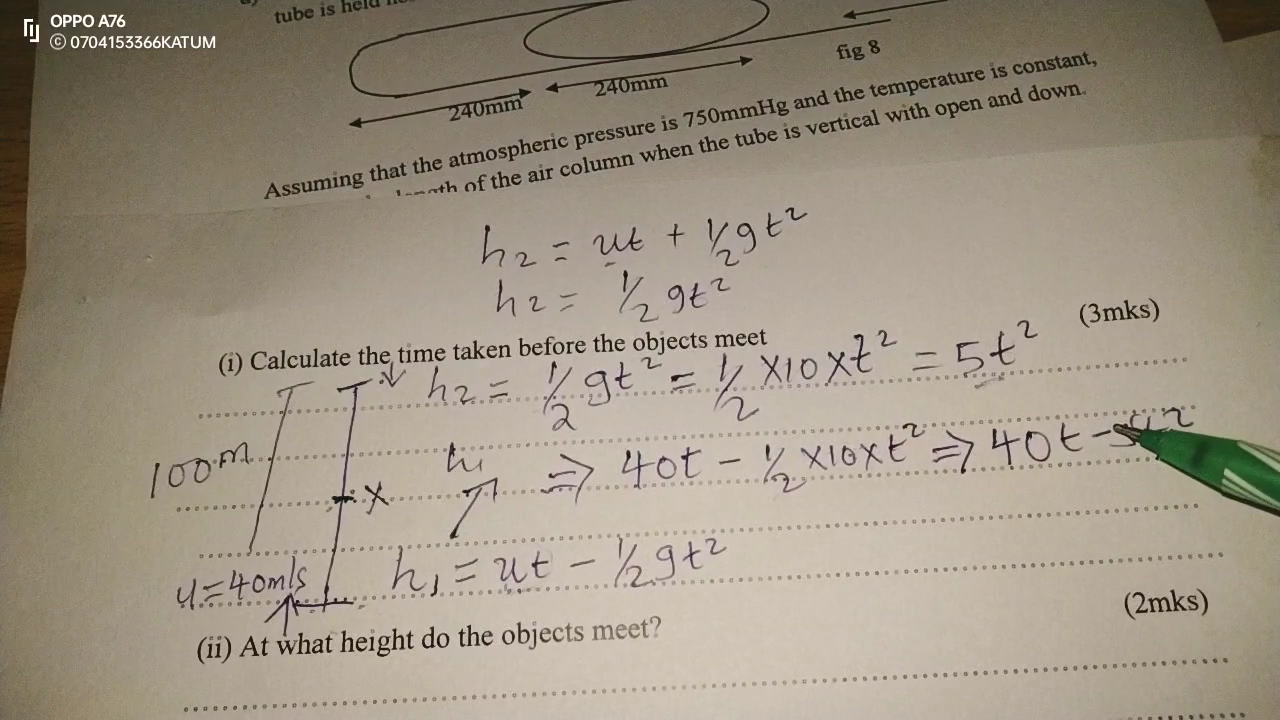 OPPO A76
© 0704153366KATUM
tube is held
fig 8
240mm
240mm
Assuming that the atmospheric pressure is 750mmHg and the temperature is constant,
length of the air column when the tube is vertical with open and down.
h₂ = ut + 1/2gt²
h₂ = 1/2gt²
(i) Calculate the time taken before the objects meet (3mks)
h₂ = 1/2gt² = 1/2 ×10×t² = 5t²
100m
h₁ ⇒ 40t - 1/2×10×t² ⇒ 40t - 5t²
X
u=40m/s
h₁ = ut - 1/2gt²
(ii) At what height do the objects meet? (2mks)